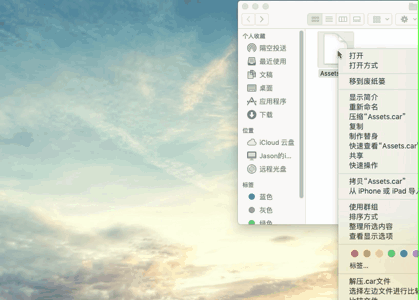 个人收藏
隔空投送
最近使用
文稿
桌面
应用程序
下载
位置
iCloud 云盘
Jason的i...
远程光盘
标签
蓝色
灰色
绿色
Assets
打开
打开方式
移到废纸篓
显示简介
重新命名
压缩“Assets.car”
复制
制作替身
快速查看“Assets.car”
共享
快速操作
拷贝“Assets.car”
从 iPhone 或 iPad 导
使用群组
排序方式
整理所选内容
查看显示选项
标签...
解压.car文件
选择左边文件进行比